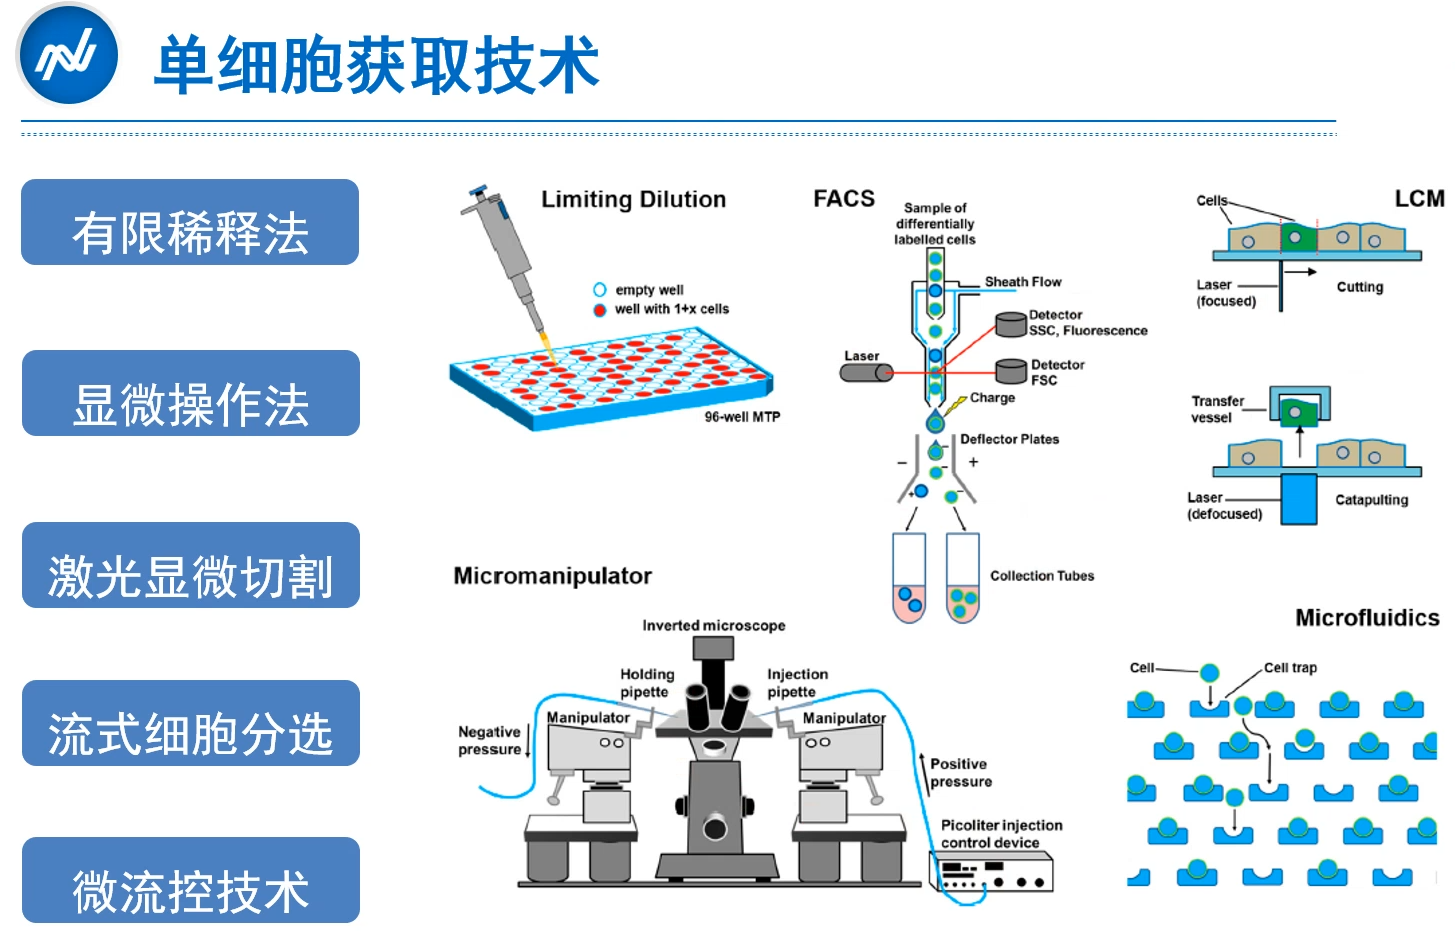 单细胞获取技术
有限稀释法
显微操作法
激光显微切割
流式细胞分选
微流控技术
Limiting Dilution
empty well
well with 1+x cells
96-well MTP
FACS
Sample of
differentially
labelled cells
Sheath Flow
Detector
SSC, Fluorescence
Laser
Detector
FSC
Charge
Deflector Plates
−
+
-
-
+
−
Collection Tubes
LCM
Cells
Laser
(focused)
Cutting
Transfer
vessel
Laser
(defocused)
Catapulting
Micromanipulator
Inverted microscope
Holding
pipette
Injection
pipette
Manipulator
Manipulator
Negative
pressure
Positive
pressure
Picoliter injection
control device
Microfluidics
Cell
Cell trap